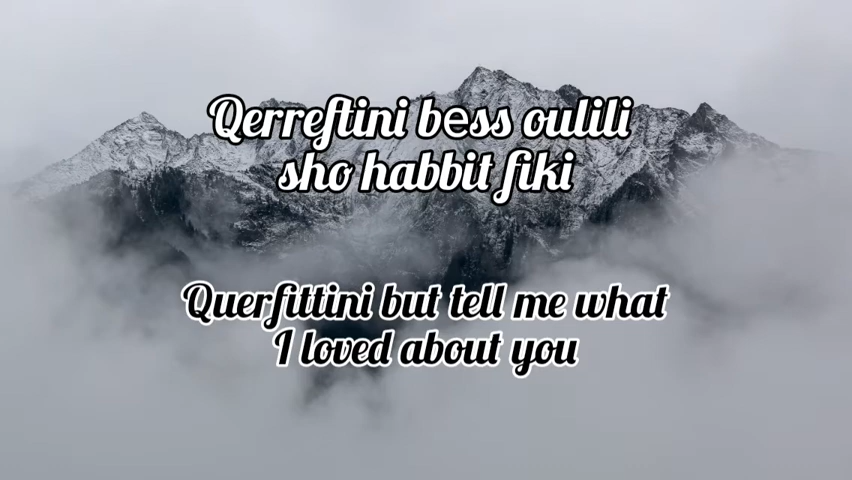 Qerreftini bess oulili
sho habbit fiki
Querfittini but tell me what
I loved about you